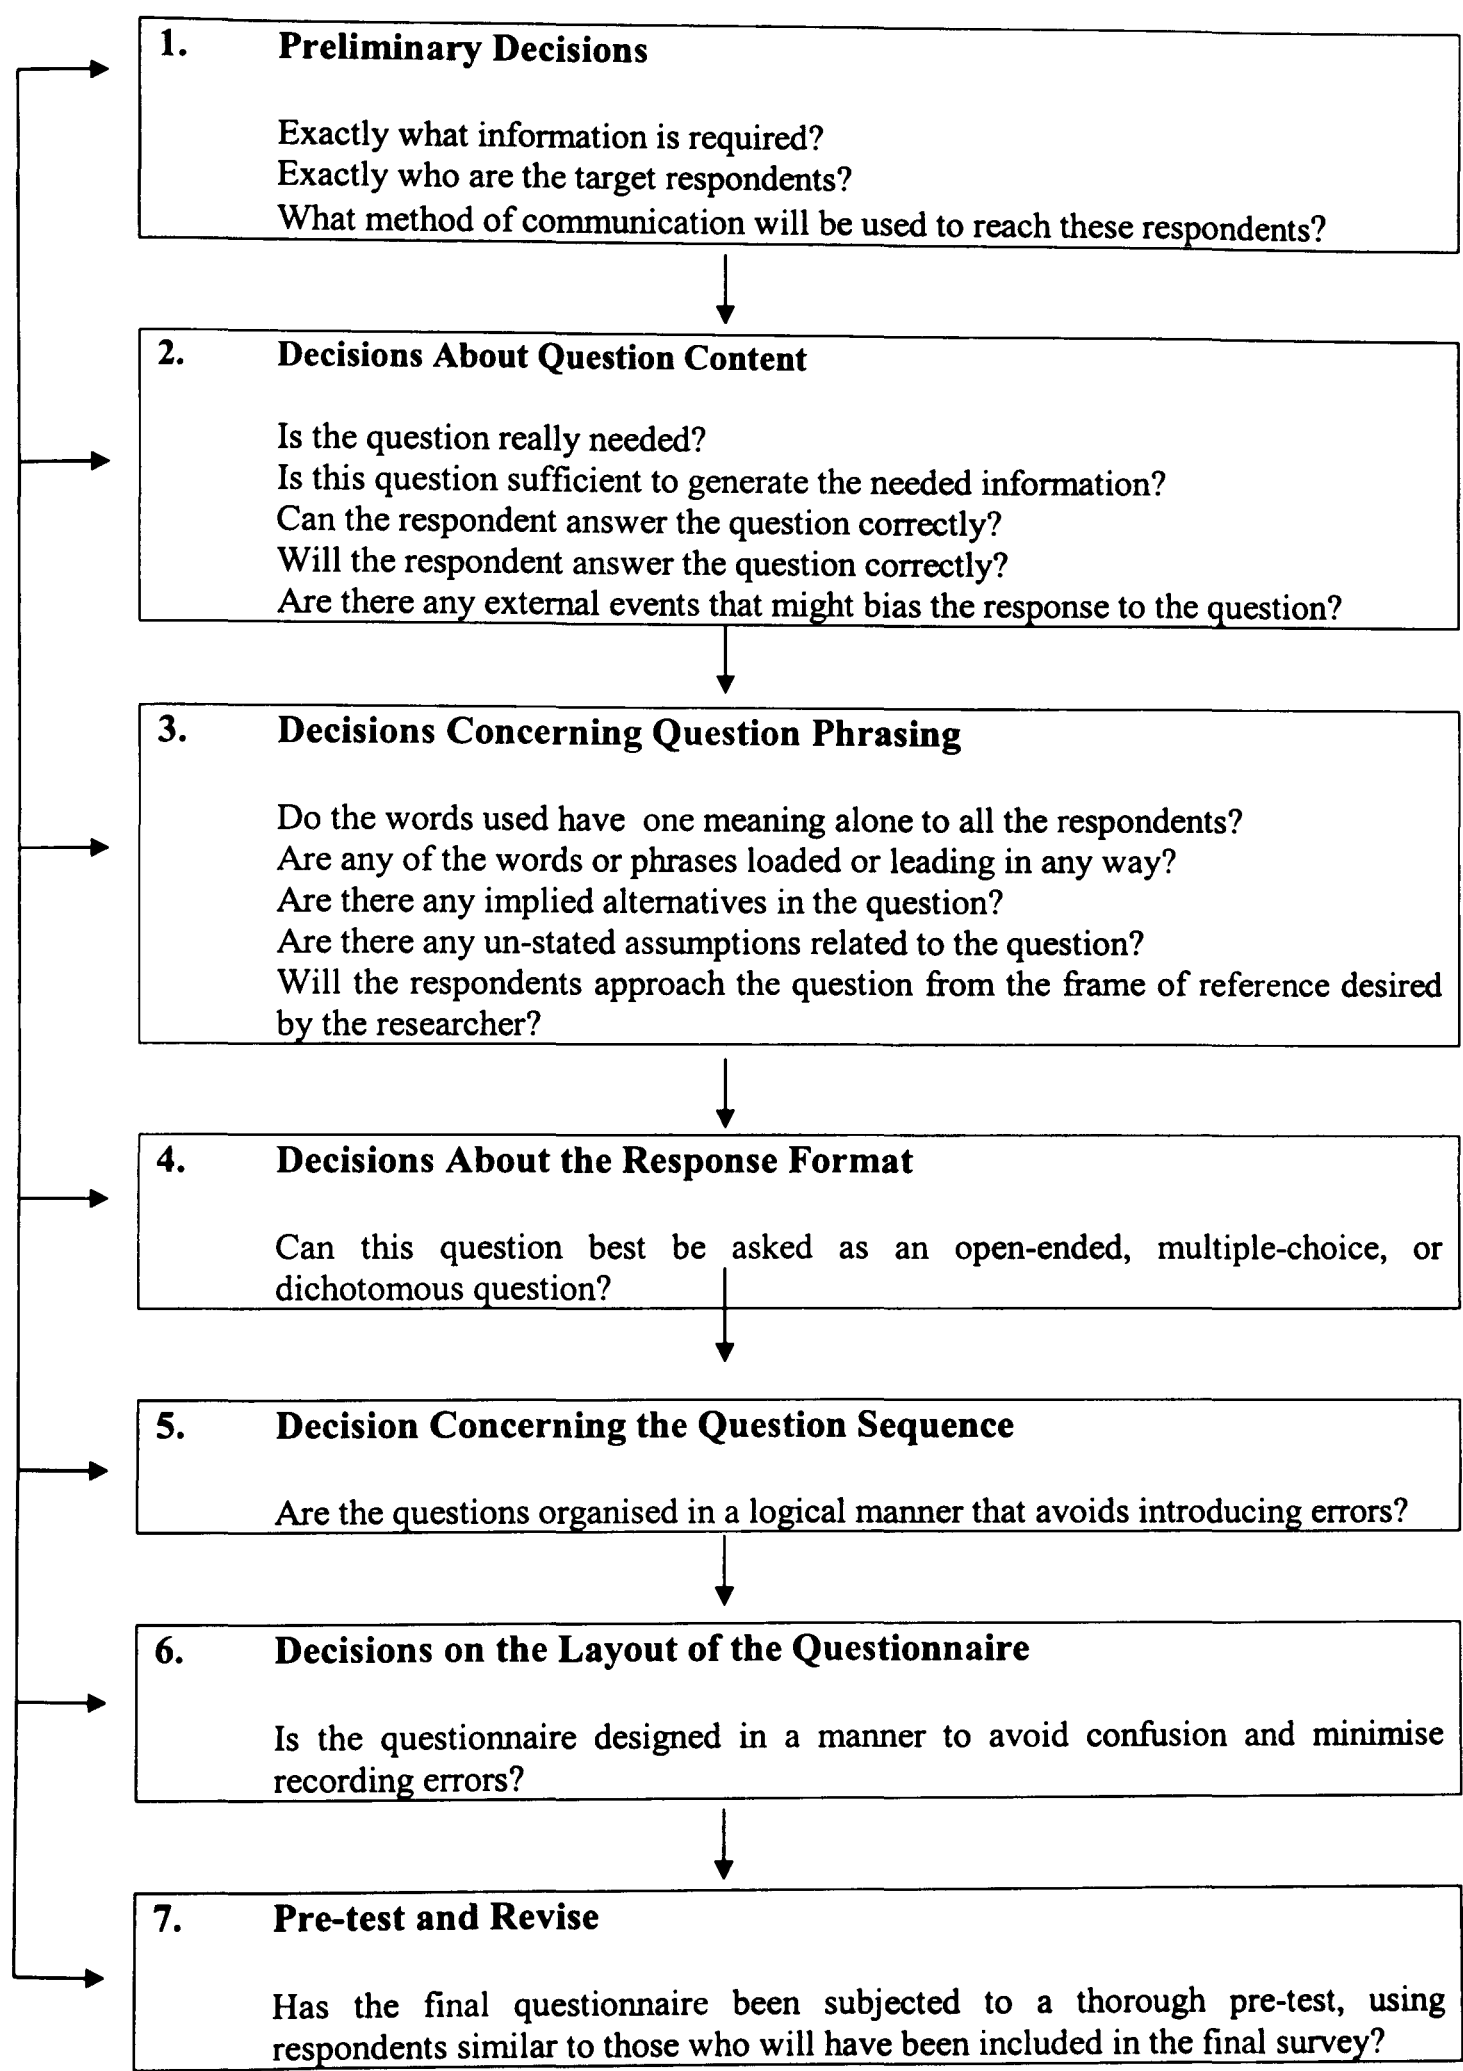 1. Preliminary Decisions
Exactly what information is required?
Exactly who are the target respondents?
What method of communication will be used to reach these respondents?
2. Decisions About Question Content
Is the question really needed?
Is this question sufficient to generate the needed information?
Can the respondent answer the question correctly?
Will the respondent answer the question correctly?
Are there any external events that might bias the response to the question?
3. Decisions Concerning Question Phrasing
Do the words used have one meaning alone to all the respondents?
Are any of the words or phrases loaded or leading in any way?
Are there any implied alternatives in the question?
Are there any un-stated assumptions related to the question?
Will the respondents approach the question from the frame of reference desired
by the researcher?
4. Decisions About the Response Format
Can this question best be asked as an open-ended, multiple-choice, or
dichotomous question?
5. Decision Concerning the Question Sequence
Are the questions organised in a logical manner that avoids introducing errors?
6. Decisions on the Layout of the Questionnaire
Is the questionnaire designed in a manner to avoid confusion and minimise
recording errors?
7. Pre-test and Revise
Has the final questionnaire been subjected to a thorough pre-test, using
respondents similar to those who will have been included in the final survey?